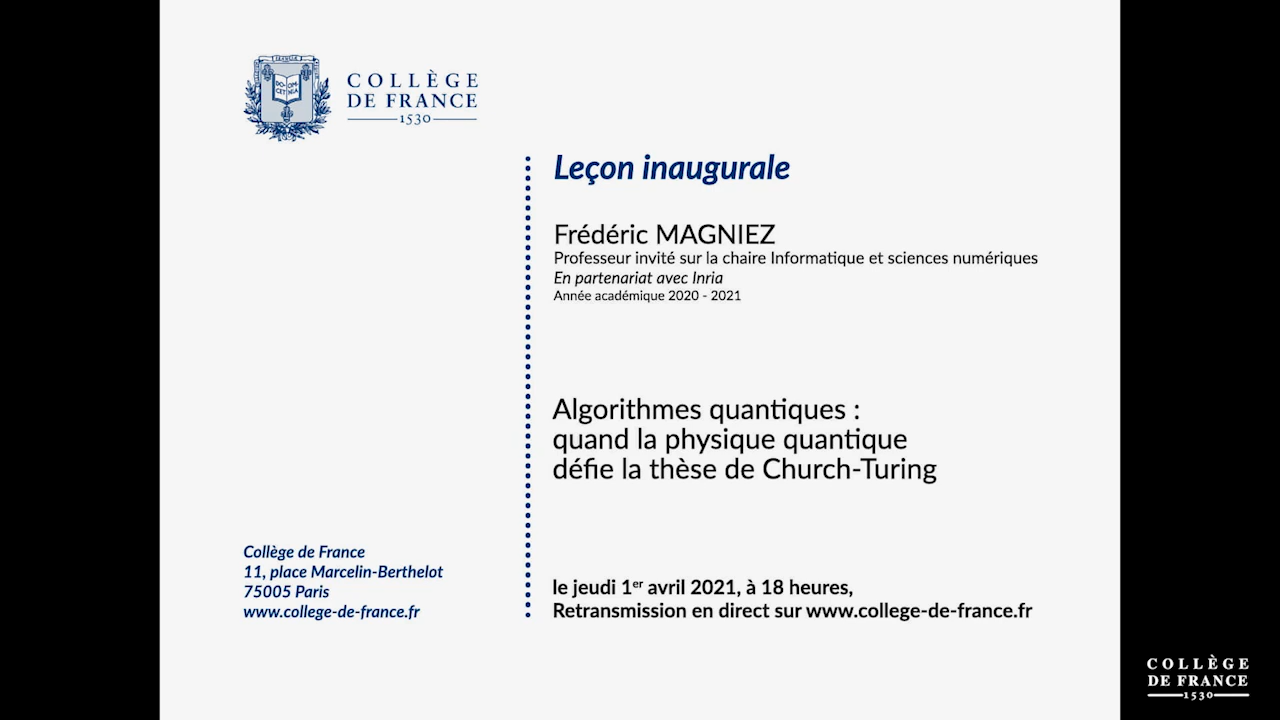 COLLÈGE
DE FRANCE
1530
Leçon inaugurale
Frédéric MAGNIEZ
Professeur invité sur la chaire Informatique et sciences numériques
En partenariat avec Inria
Année académique 2020 - 2021
Algorithmes quantiques :
quand la physique quantique
défie la thèse de Church-Turing
Collège de France
11, place Marcelin-Berthelot
75005 Paris
www.college-de-france.fr
le jeudi 1er avril 2021, à 18 heures,
Retransmission en direct sur www.college-de-france.fr
COLLÈGE
DE FRANCE
1530